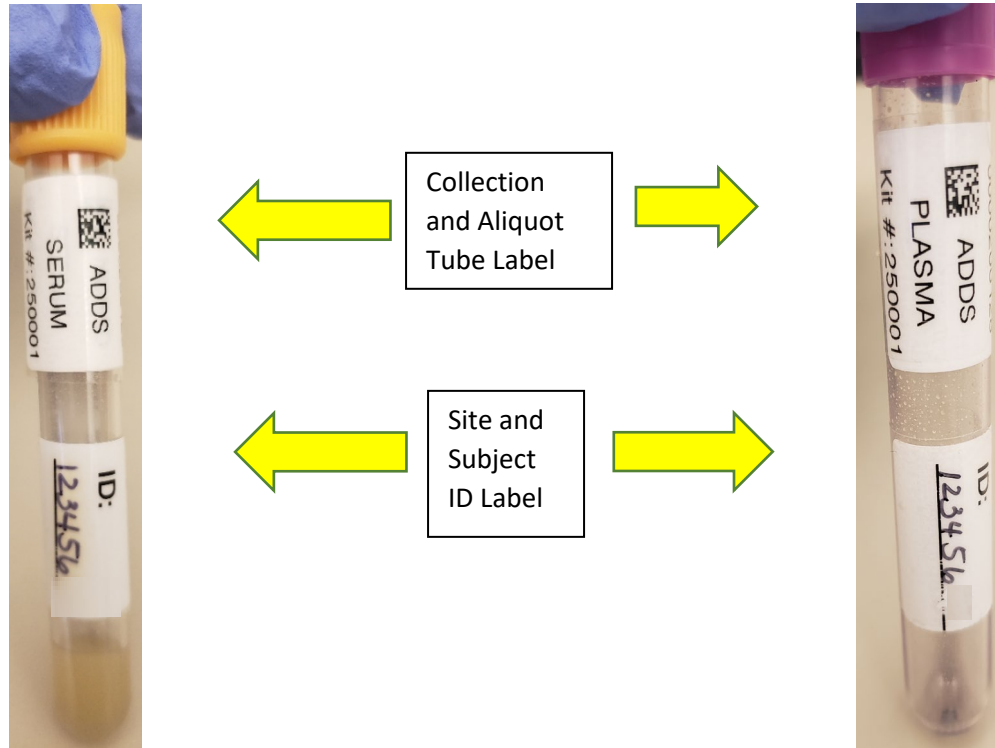 ADDS
SERUM
Kit #:250001
ID:
123456
Collection
and Aliquot
Tube Label
Site and
Subject
ID Label
ADDS
PLASMA
Kit #:250001
ID:
123456